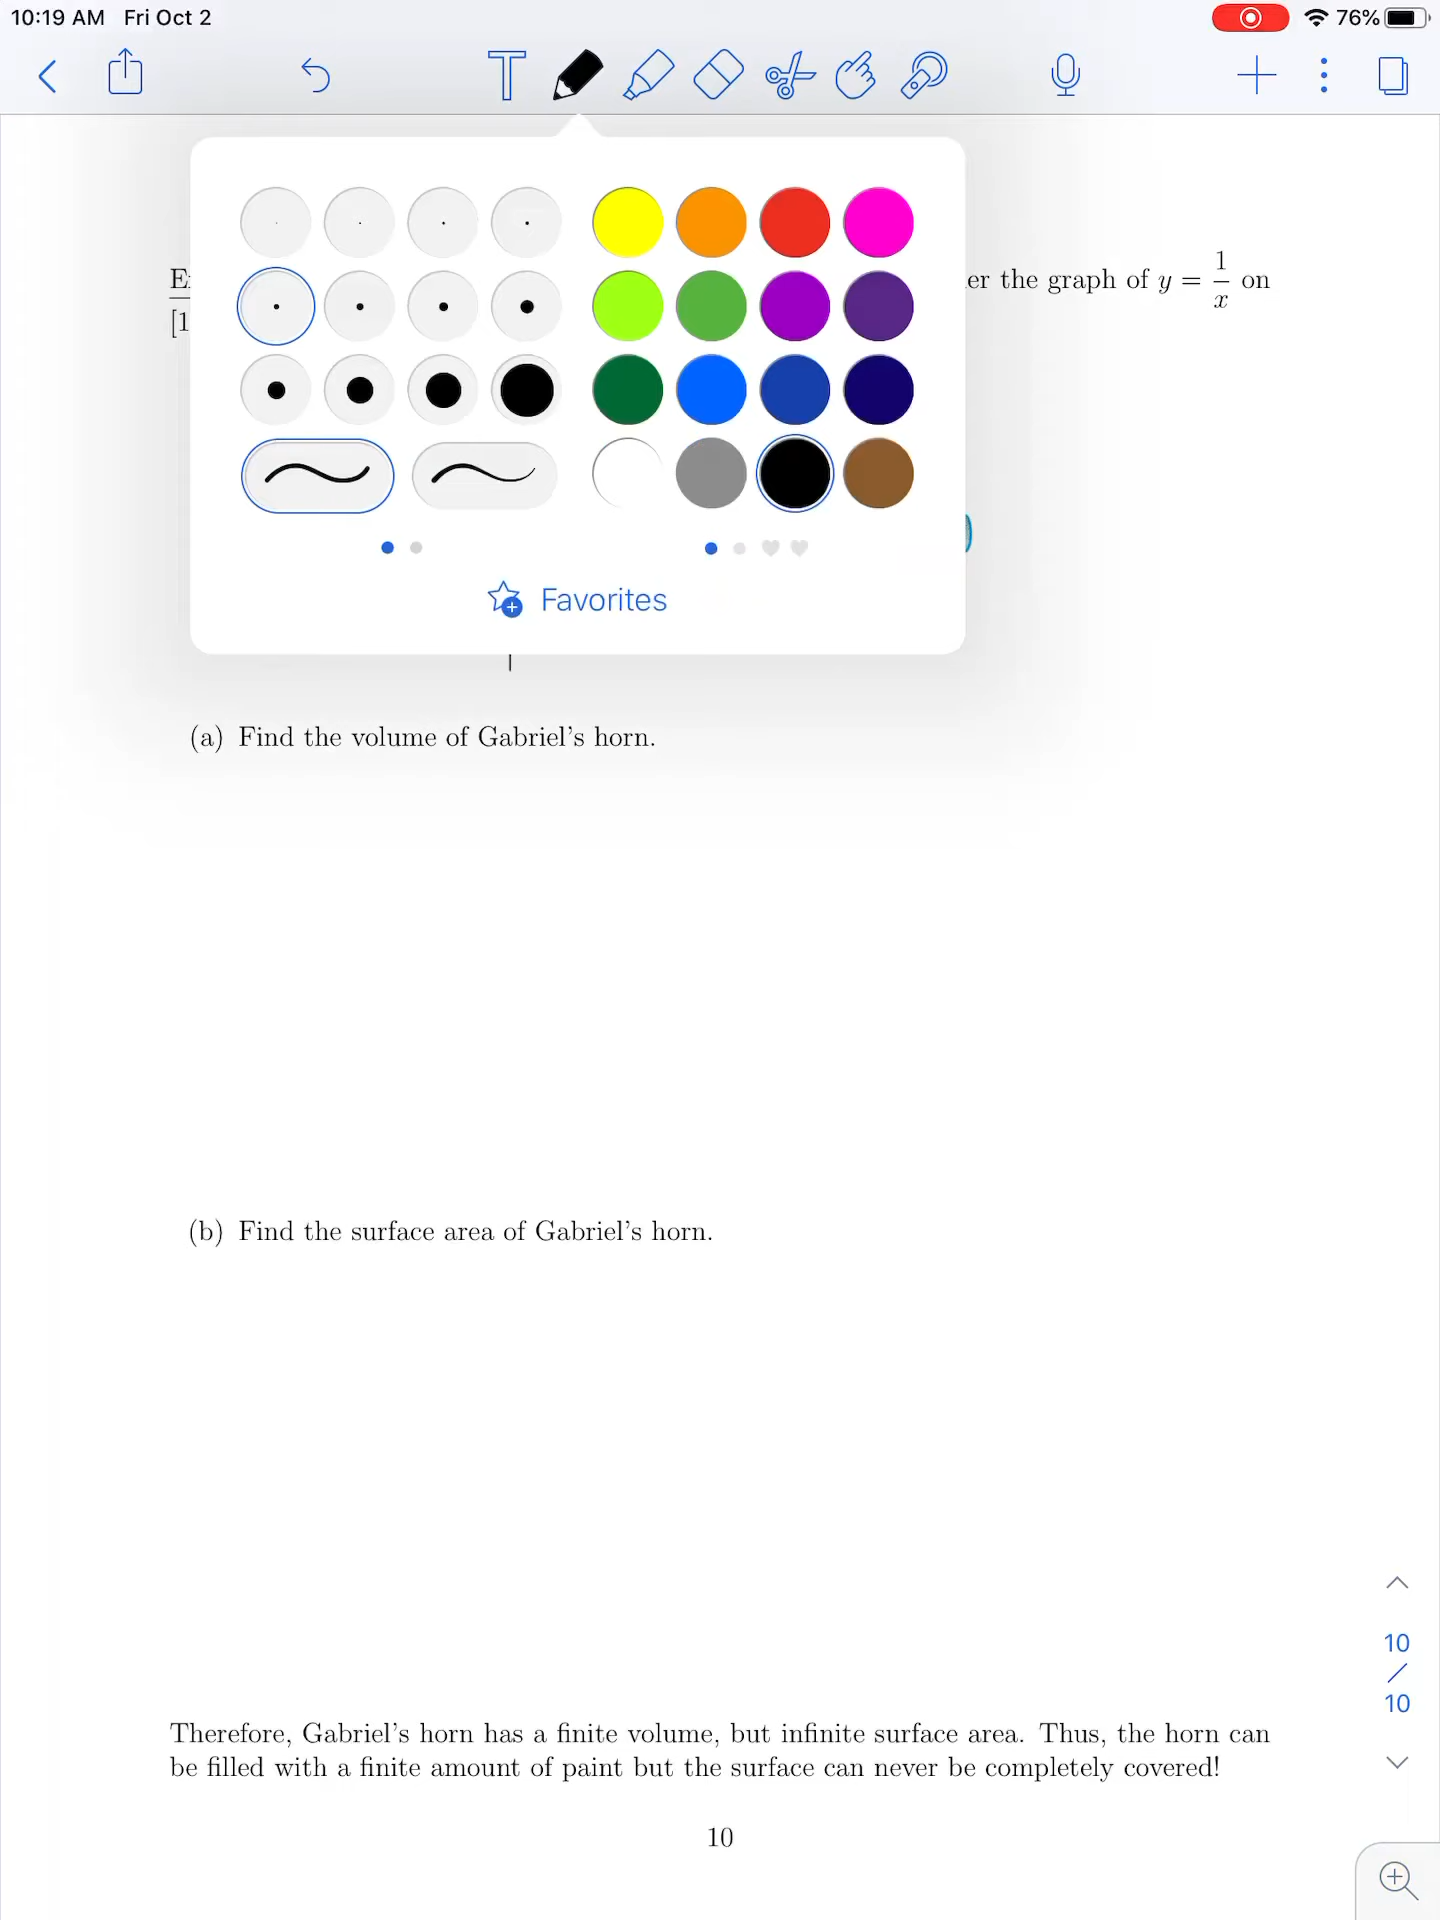 10:19 AM Fri Oct 2
76%
T
Favorites
er the graph of y = 1/x on
[1
(a) Find the volume of Gabriel's horn.
(b) Find the surface area of Gabriel's horn.
10
/
10
Therefore, Gabriel's horn has a finite volume, but infinite surface area. Thus, the horn can
be filled with a finite amount of paint but the surface can never be completely covered!
10